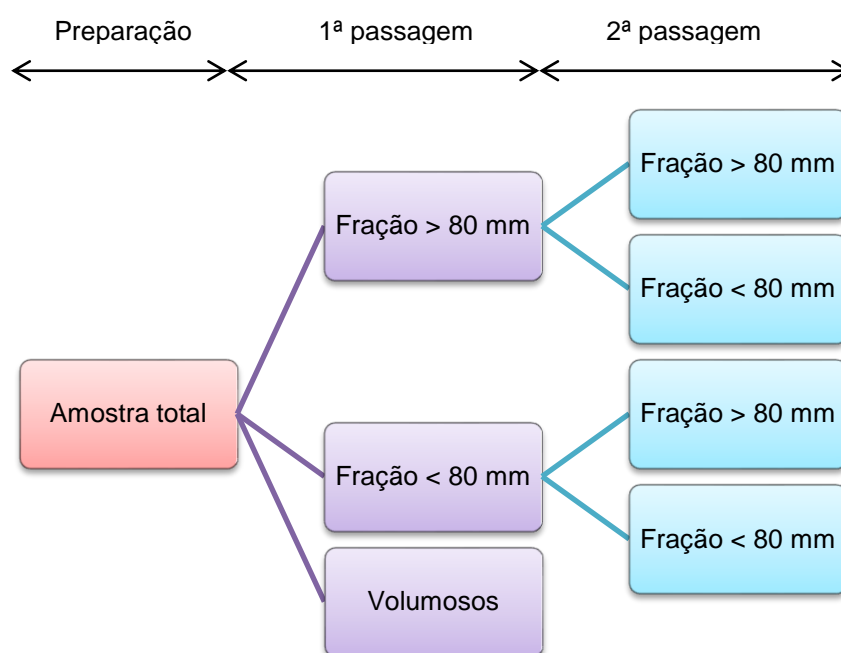 Preparação
1ª passagem
2ª passagem
Fração > 80 mm
Fração > 80 mm
Fração < 80 mm
Amostra total
Fração < 80 mm
Fração > 80 mm
Fração < 80 mm
Volumosos